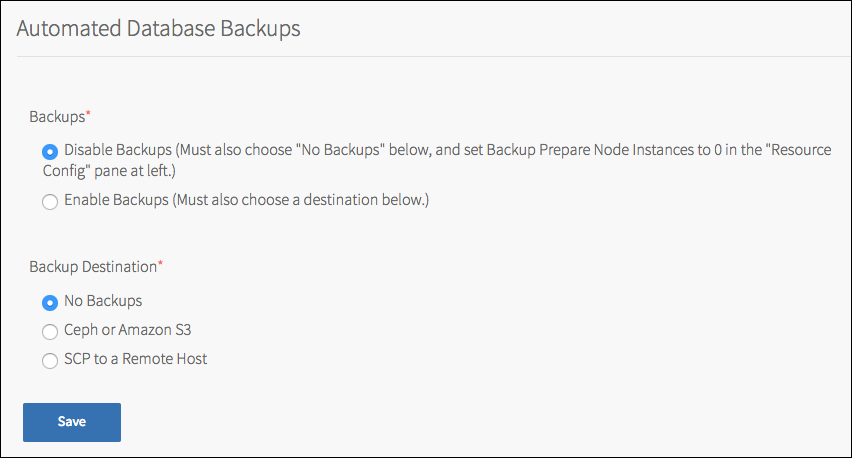 Automated Database Backups
Backups*
Disable Backups (Must also choose "No Backups" below, and set Backup Prepare Node Instances to 0 in the "Resource
Config" pane at left.)
Enable Backups (Must also choose a destination below.)
Backup Destination*
No Backups
Ceph or Amazon S3
SCP to a Remote Host
Save